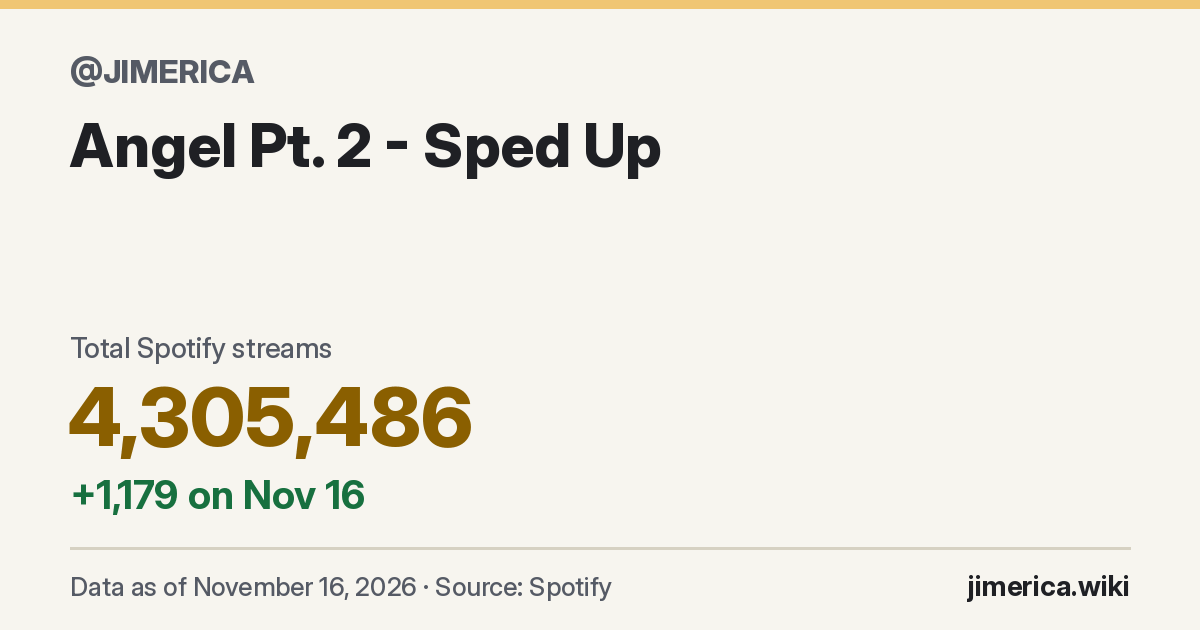 @JIMERICA
Angel Pt. 2 - Sped Up
Total Spotify streams
4,305,486
+1,179 on Nov 16
Data as of November 16, 2026 · Source: Spotify
jimerica.wiki